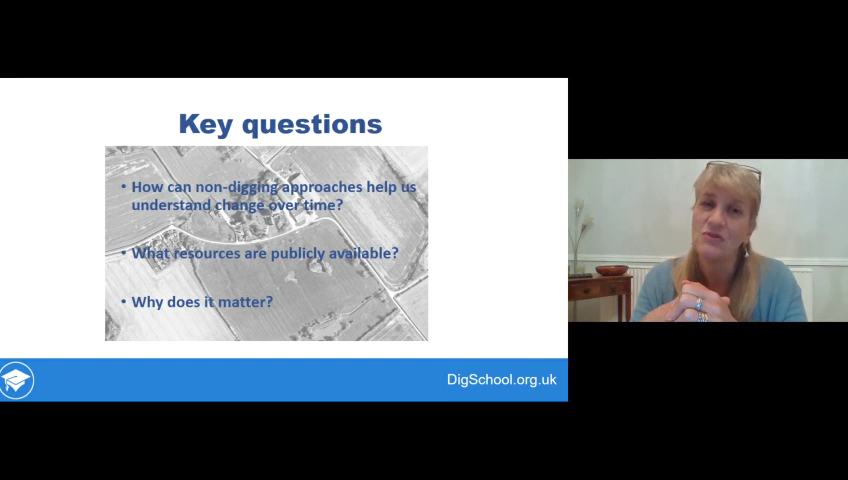 Key questions
• How can non-digging approaches help us
understand change over time?
• What resources are publicly available?
• Why does it matter?
DigSchool.org.uk